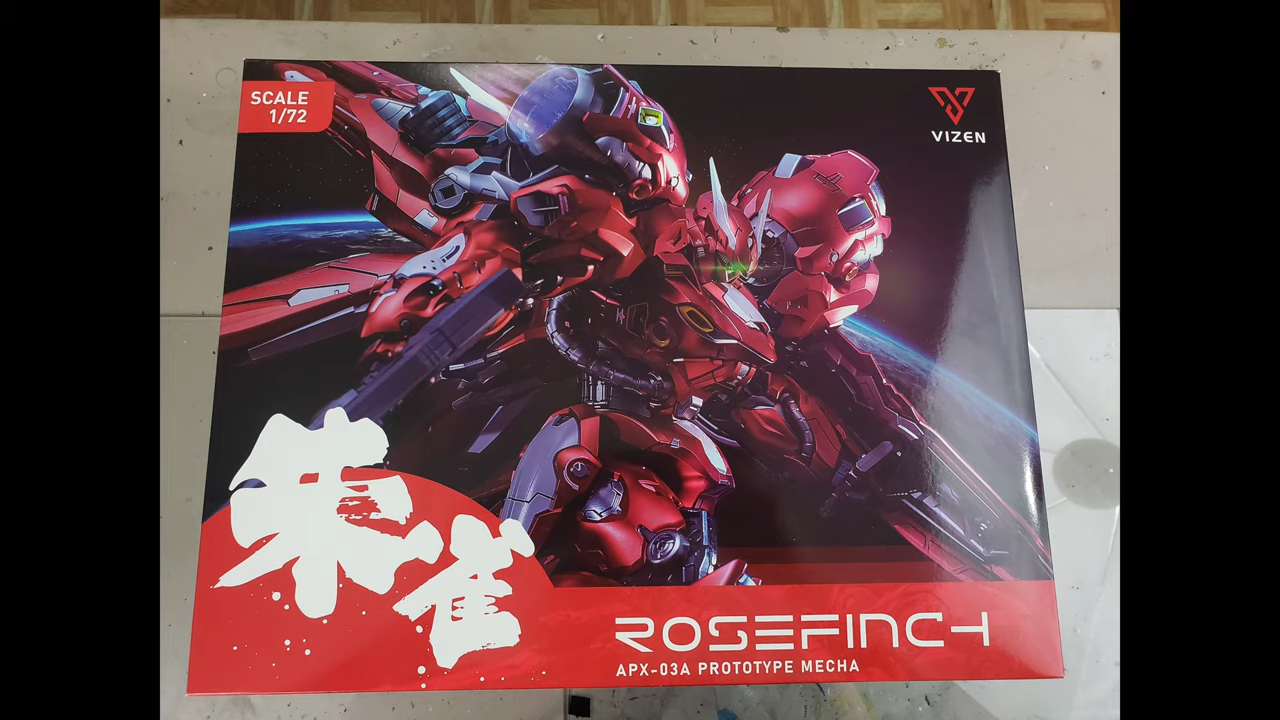 SCALE
1/72
VIZEN
朱雀
ROSEFINCH
APX-03A PROTOTYPE MECHA